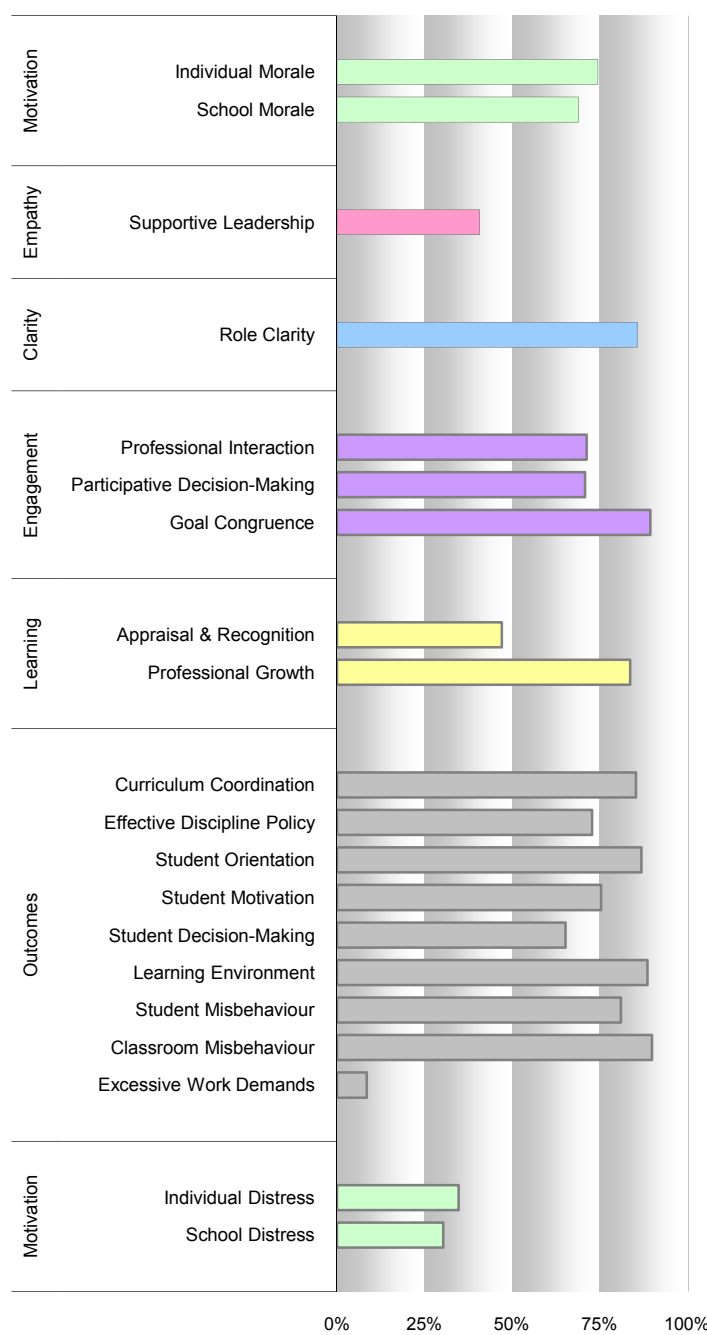 Motivation
Individual Morale
School Morale
Empathy
Supportive Leadership
Clarity
Role Clarity
Engagement
Professional Interaction
Participative Decision-Making
Goal Congruence
Learning
Appraisal & Recognition
Professional Growth
Outcomes
Curriculum Coordination
Effective Discipline Policy
Student Orientation
Student Motivation
Student Decision-Making
Learning Environment
Student Misbehaviour
Classroom Misbehaviour
Excessive Work Demands
Motivation
Individual Distress
School Distress
0% 25% 50% 75% 100%